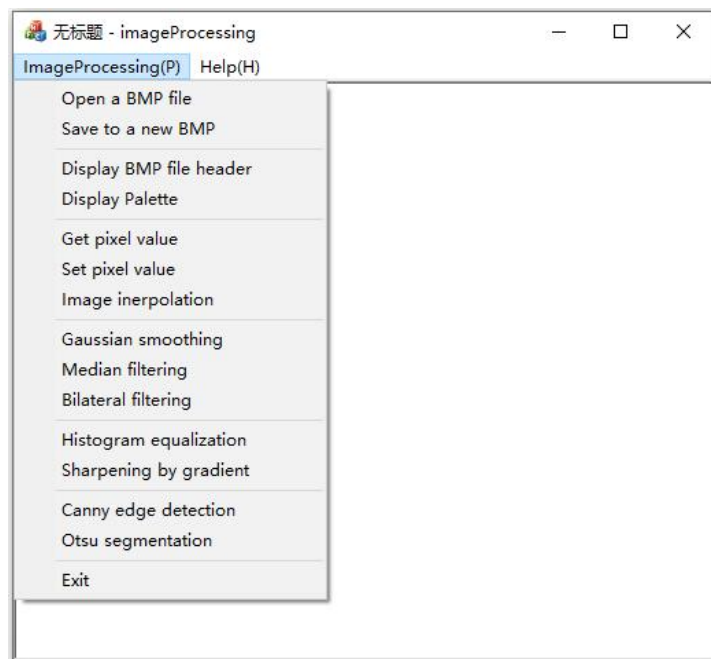 无标题 - imageProcessing
ImageProcessing(P) Help(H)
Open a BMP file
Save to a new BMP
Display BMP file header
Display Palette
Get pixel value
Set pixel value
Image inerpolation
Gaussian smoothing
Median filtering
Bilateral filtering
Histogram equalization
Sharpening by gradient
Canny edge detection
Otsu segmentation
Exit